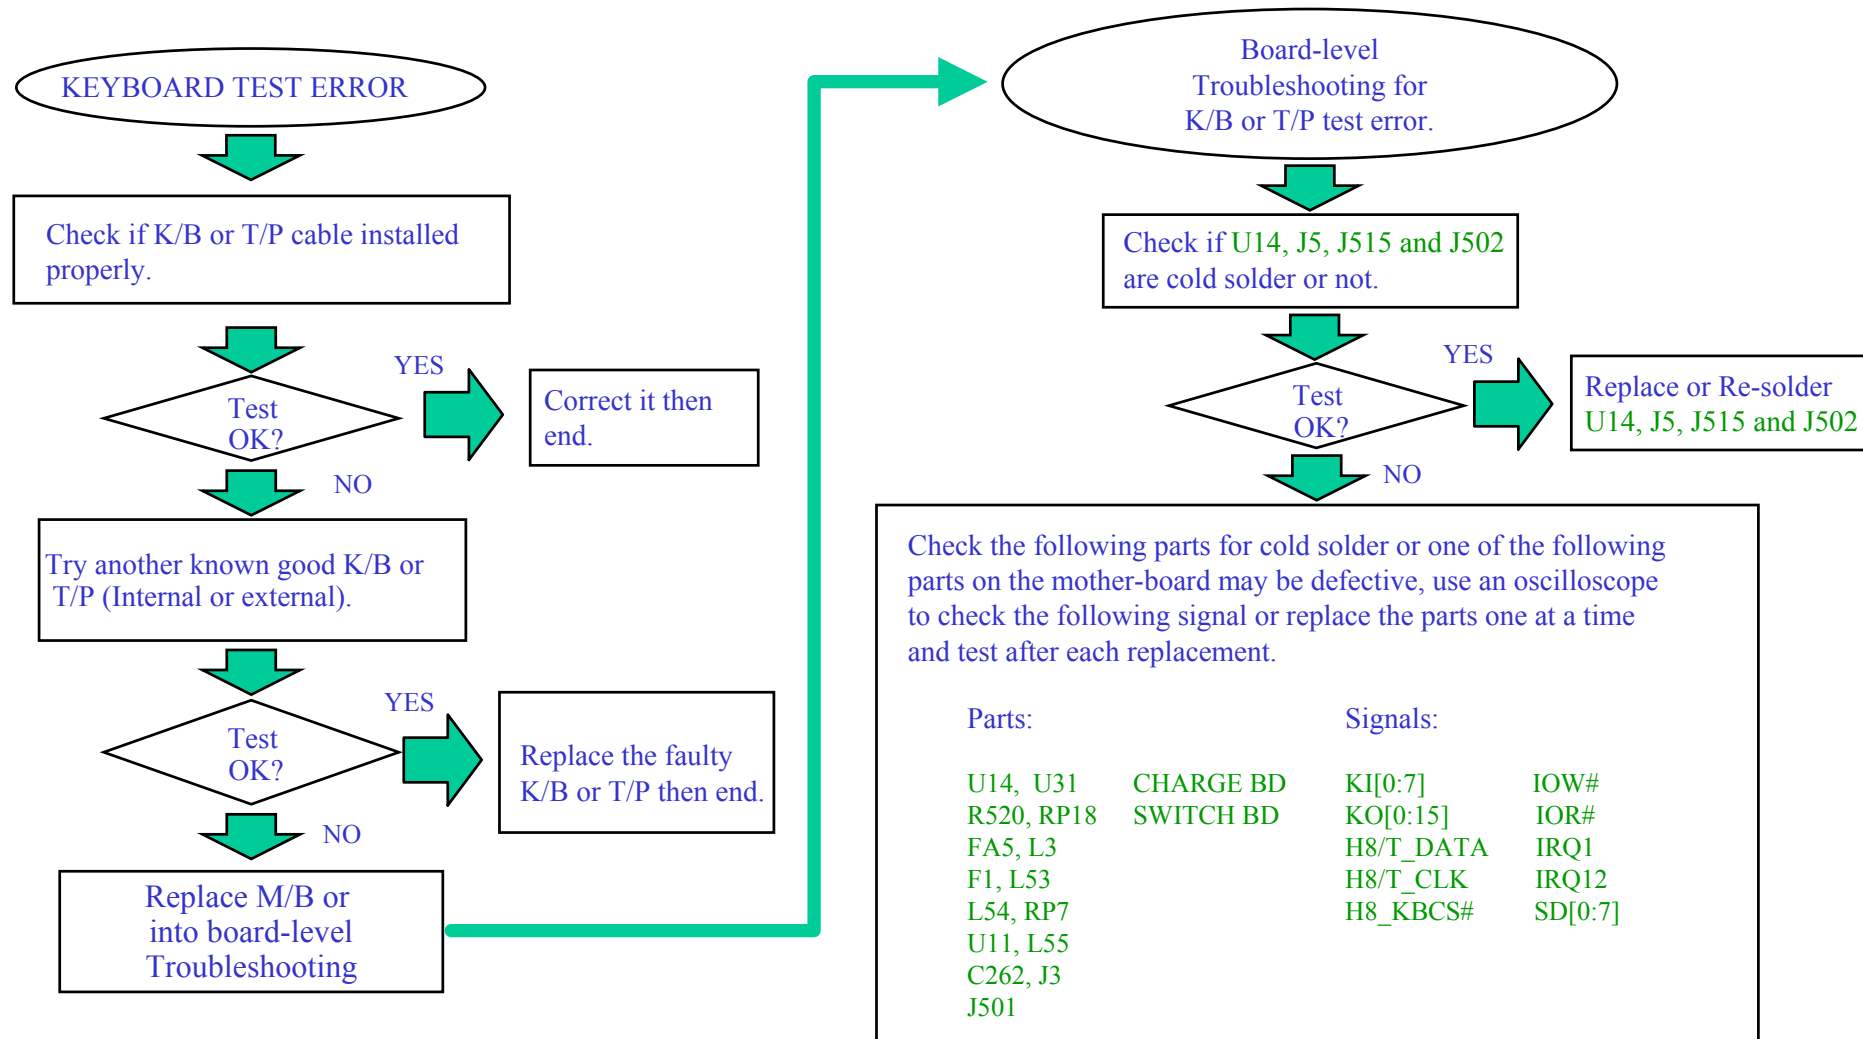 KEYBOARD TEST ERROR
Check if K/B or T/P cable installed
properly.
Test
OK?
YES
Correct it then
end.
NO
Try another known good K/B or
T/P (Internal or external).
Test
OK?
YES
Replace the faulty
K/B or T/P then end.
NO
Replace M/B or
into board-level
Troubleshooting
Board-level
Troubleshooting for
K/B or T/P test error.
Check if U14, J5, J515 and J502
are cold solder or not.
Test
OK?
YES
Replace or Re-solder
U14, J5, J515 and J502
NO
Check the following parts for cold solder or one of the following
parts on the mother-board may be defective, use an oscilloscope
to check the following signal or replace the parts one at a time
and test after each replacement.
Parts:
U14, U31
R520, RP18
FA5, L3
F1, L53
L54, RP7
U11, L55
C262, J3
J501
CHARGE BD
SWITCH BD
Signals:
KI[0:7]
KO[0:15]
H8/T_DATA
H8/T_CLK
H8_KBCS#
IOW#
IOR#
IRQ1
IRQ12
SD[0:7]